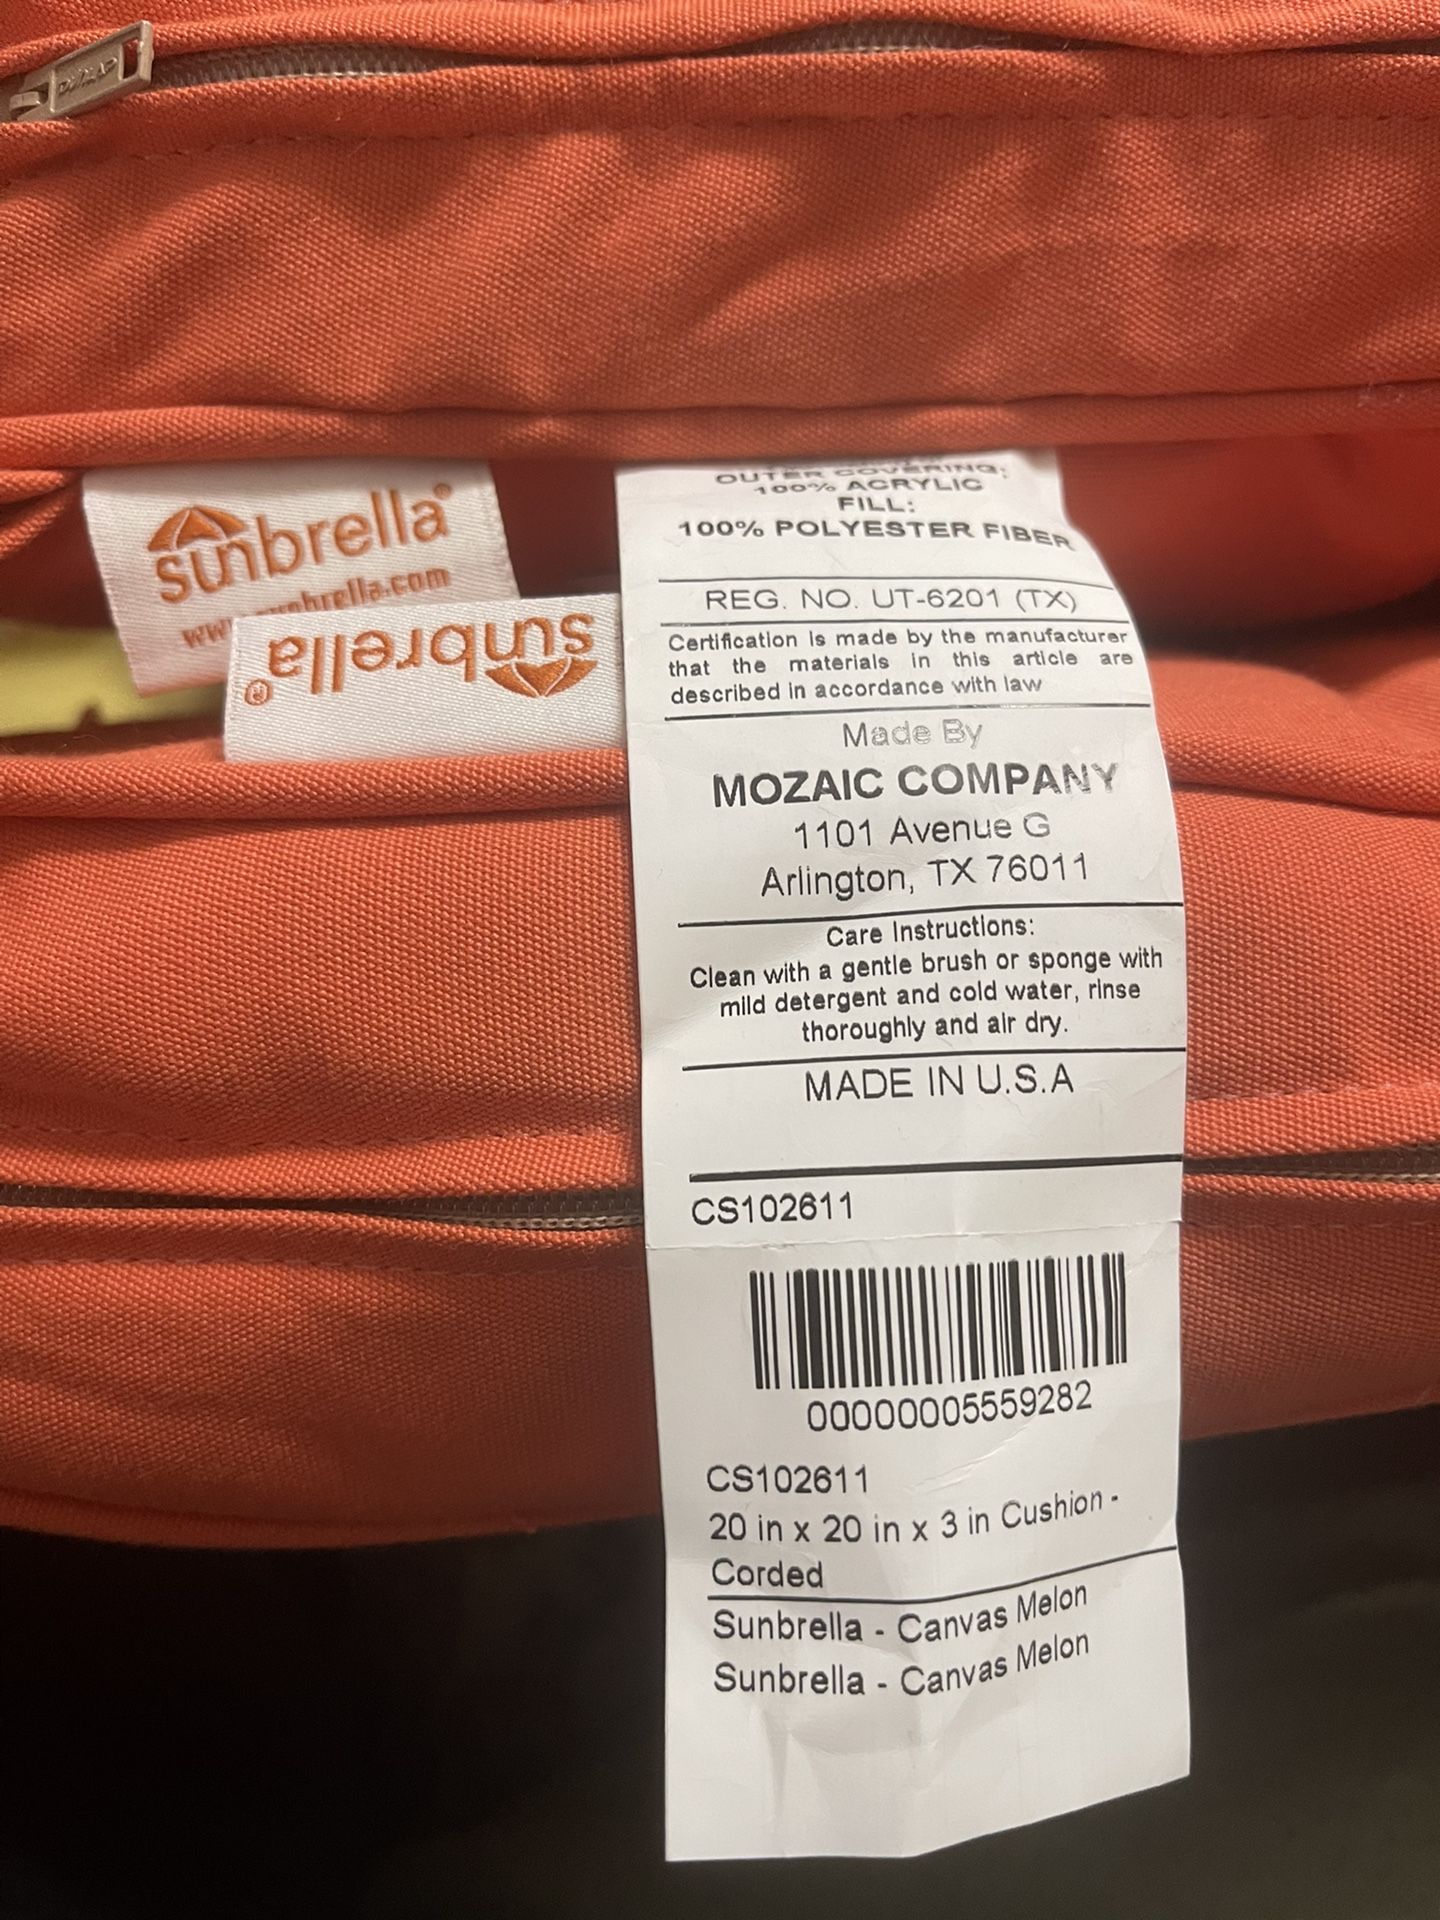 sunbrella®
sunbrella.com
sunbrella®
OUTER COVERING:
100% ACRYLIC
FILL:
100% POLYESTER FIBER
REG. NO. UT-6201 (TX)
Certification is made by the manufacturer
that the materials in this article are
described in accordance with law
Made By
MOZAIC COMPANY
1101 Avenue G
Arlington, TX 76011
Care Instructions:
Clean with a gentle brush or sponge with
mild detergent and cold water, rinse
thoroughly and air dry.
MADE IN U.S.A
CS102611
00000005559282
CS102611
20 in x 20 in x 3 in Cushion -
Corded
Sunbrella - Canvas Melon
Sunbrella - Canvas Melon